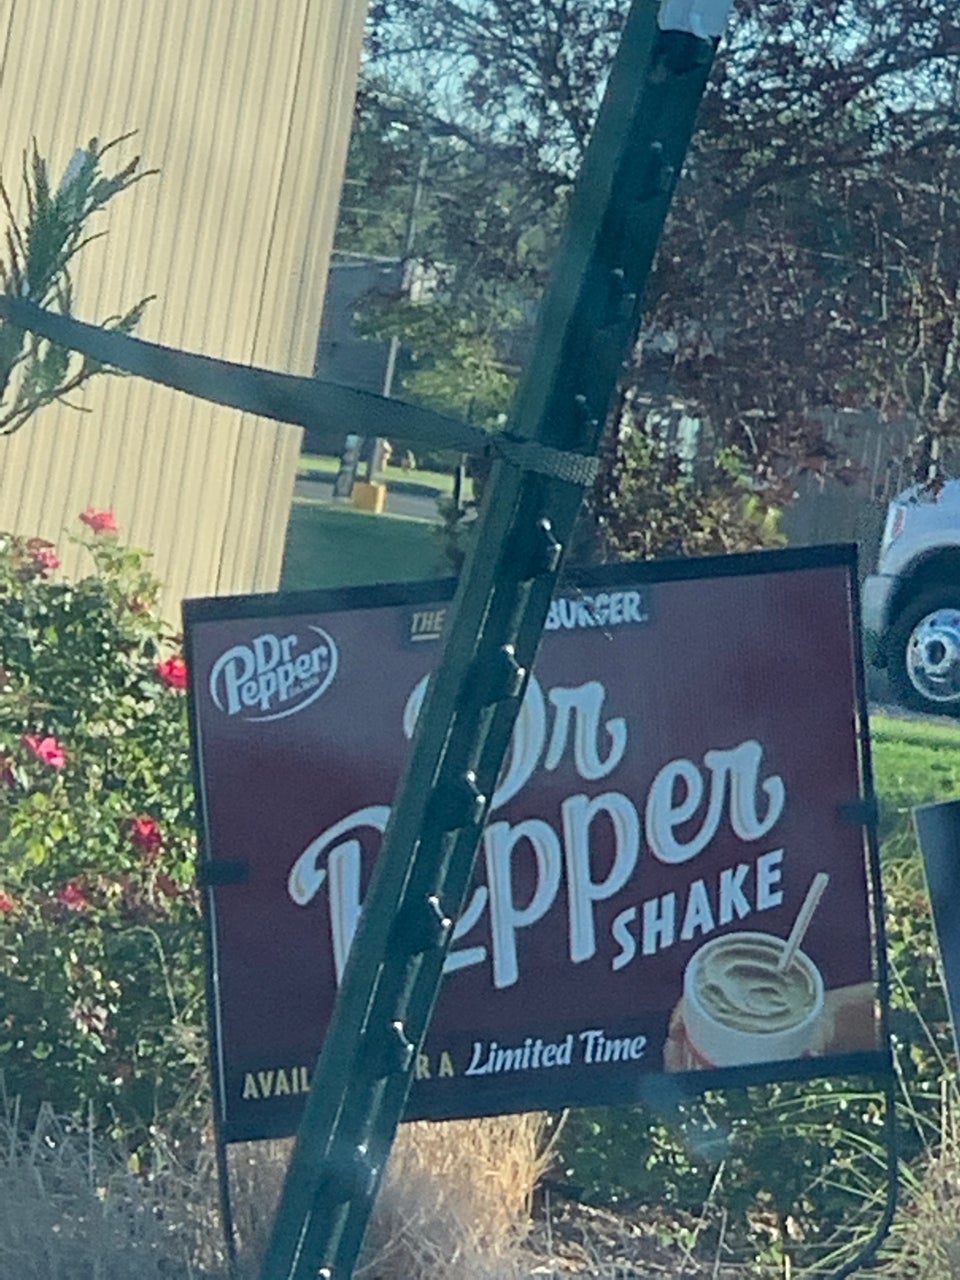 THE BURGER.
Dr
Pepper
Dr
Pepper
SHAKE
AVAIL R A Limited Time